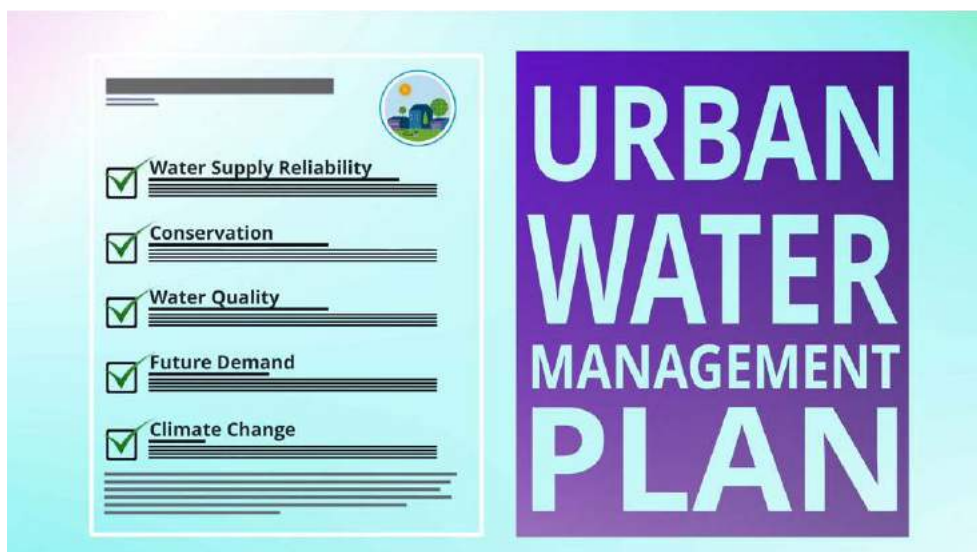 Water Supply Reliability
Conservation
Water Quality
Future Demand
Climate Change
URBAN
WATER
MANAGEMENT
PLAN